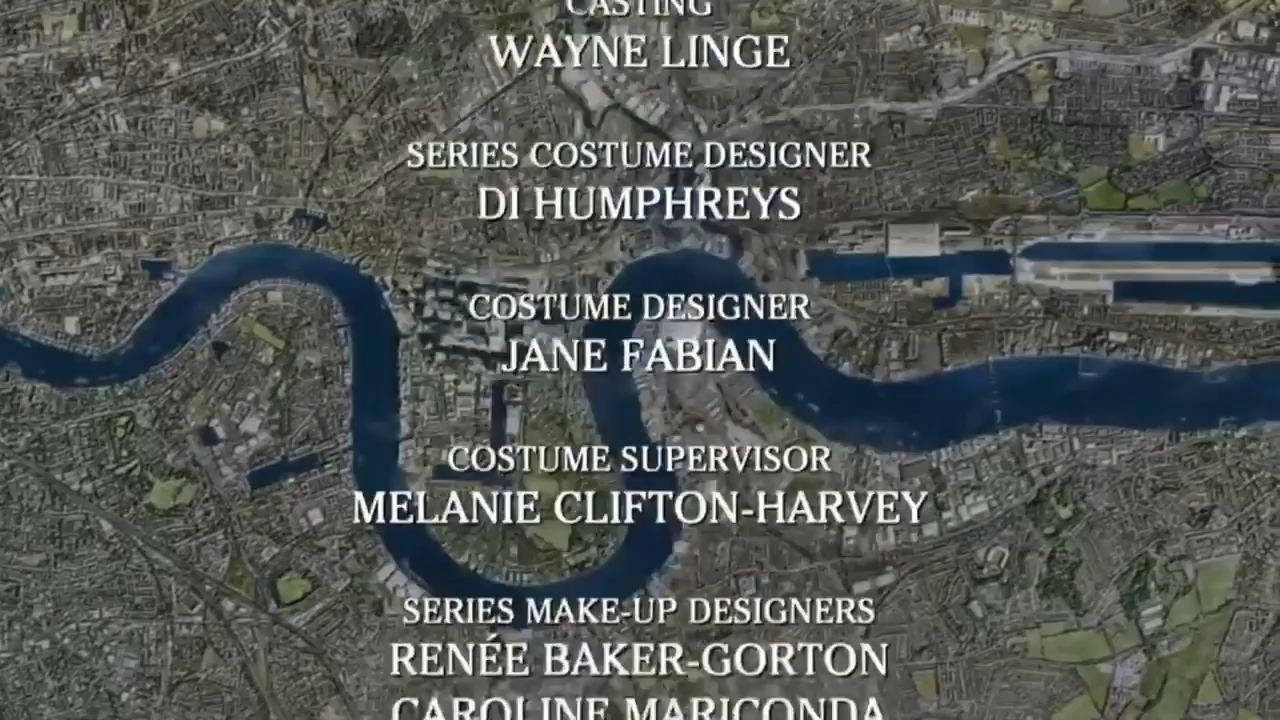 CASTING
WAYNE LINGE
SERIES COSTUME DESIGNER
DI HUMPHREYS
COSTUME DESIGNER
JANE FABIAN
COSTUME SUPERVISOR
MELANIE CLIFTON-HARVEY
SERIES MAKE-UP DESIGNERS
RENÉE BAKER-GORTON
CAROLINE MARICONDA